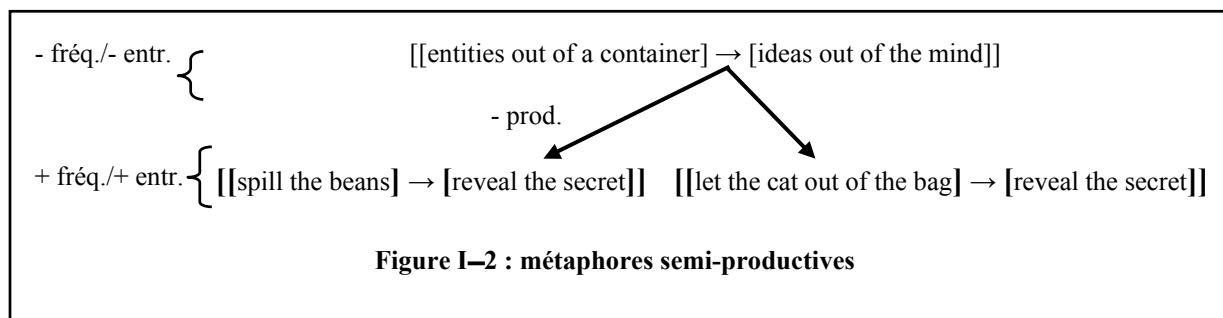 - fréq./- entr. [[entities out of a container] → [ideas out of the mind]]
- prod.
+ fréq./+ entr. [[spill the beans] → [reveal the secret]] [[let the cat out of the bag] → [reveal the secret]]
Figure I–2 : métaphores semi-productives